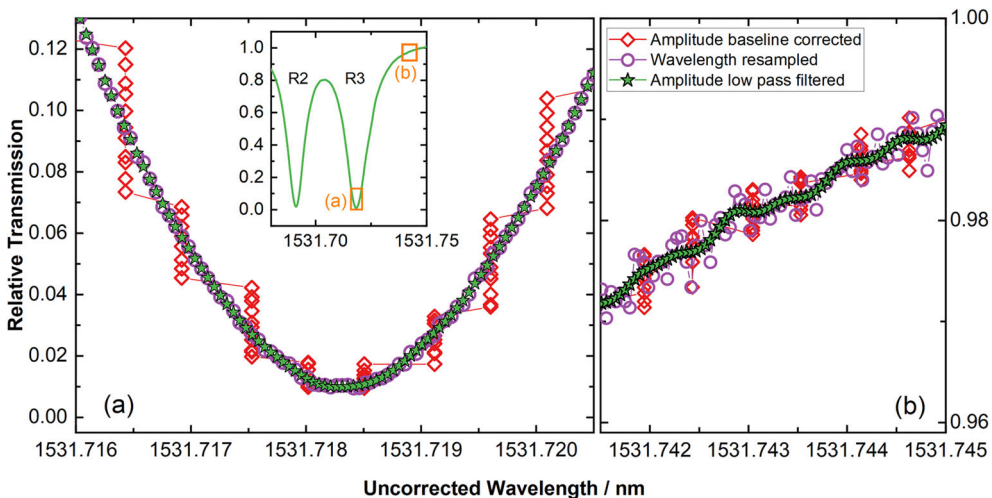 0.12
0.10
0.08
0.06
0.04
0.02
0.00
Relative Transmission
1.0
0.8
0.6
0.4
0.2
0.0
R2 R3
(b)
(a)
1531.70 1531.75
(a)
1531.716 1531.717 1531.718 1531.719 1531.720
Amplitude baseline corrected
Wavelength resampled
Amplitude low pass filtered
1.00
0.98
0.96
(b)
1531.742 1531.743 1531.744 1531.745
Uncorrected Wavelength / nm